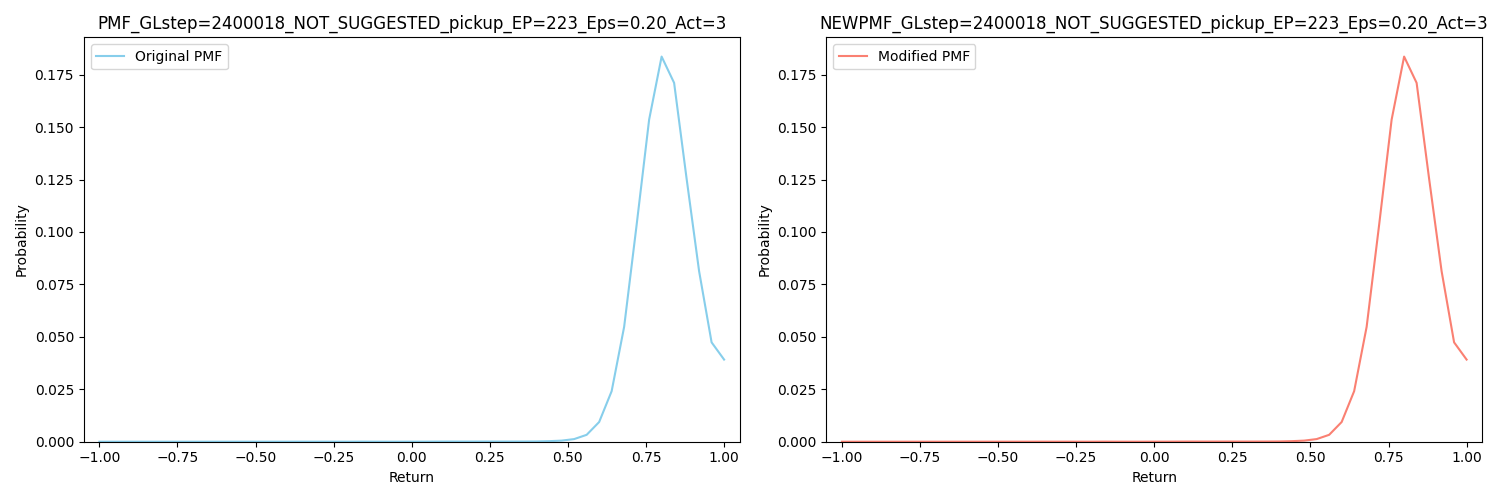 PMF_GLstep=2400018_NOT_SUGGESTED_pickup_EP=223_Eps=0.20_Act=3
Original PMF
Probability
0.175
0.150
0.125
0.100
0.075
0.050
0.025
0.000
−1.00 −0.75 −0.50 −0.25 0.00 0.25 0.50 0.75 1.00
Return
NEWPMF_GLstep=2400018_NOT_SUGGESTED_pickup_EP=223_Eps=0.20_Act=3
Modified PMF
Probability
0.175
0.150
0.125
0.100
0.075
0.050
0.025
0.000
−1.00 −0.75 −0.50 −0.25 0.00 0.25 0.50 0.75 1.00
Return